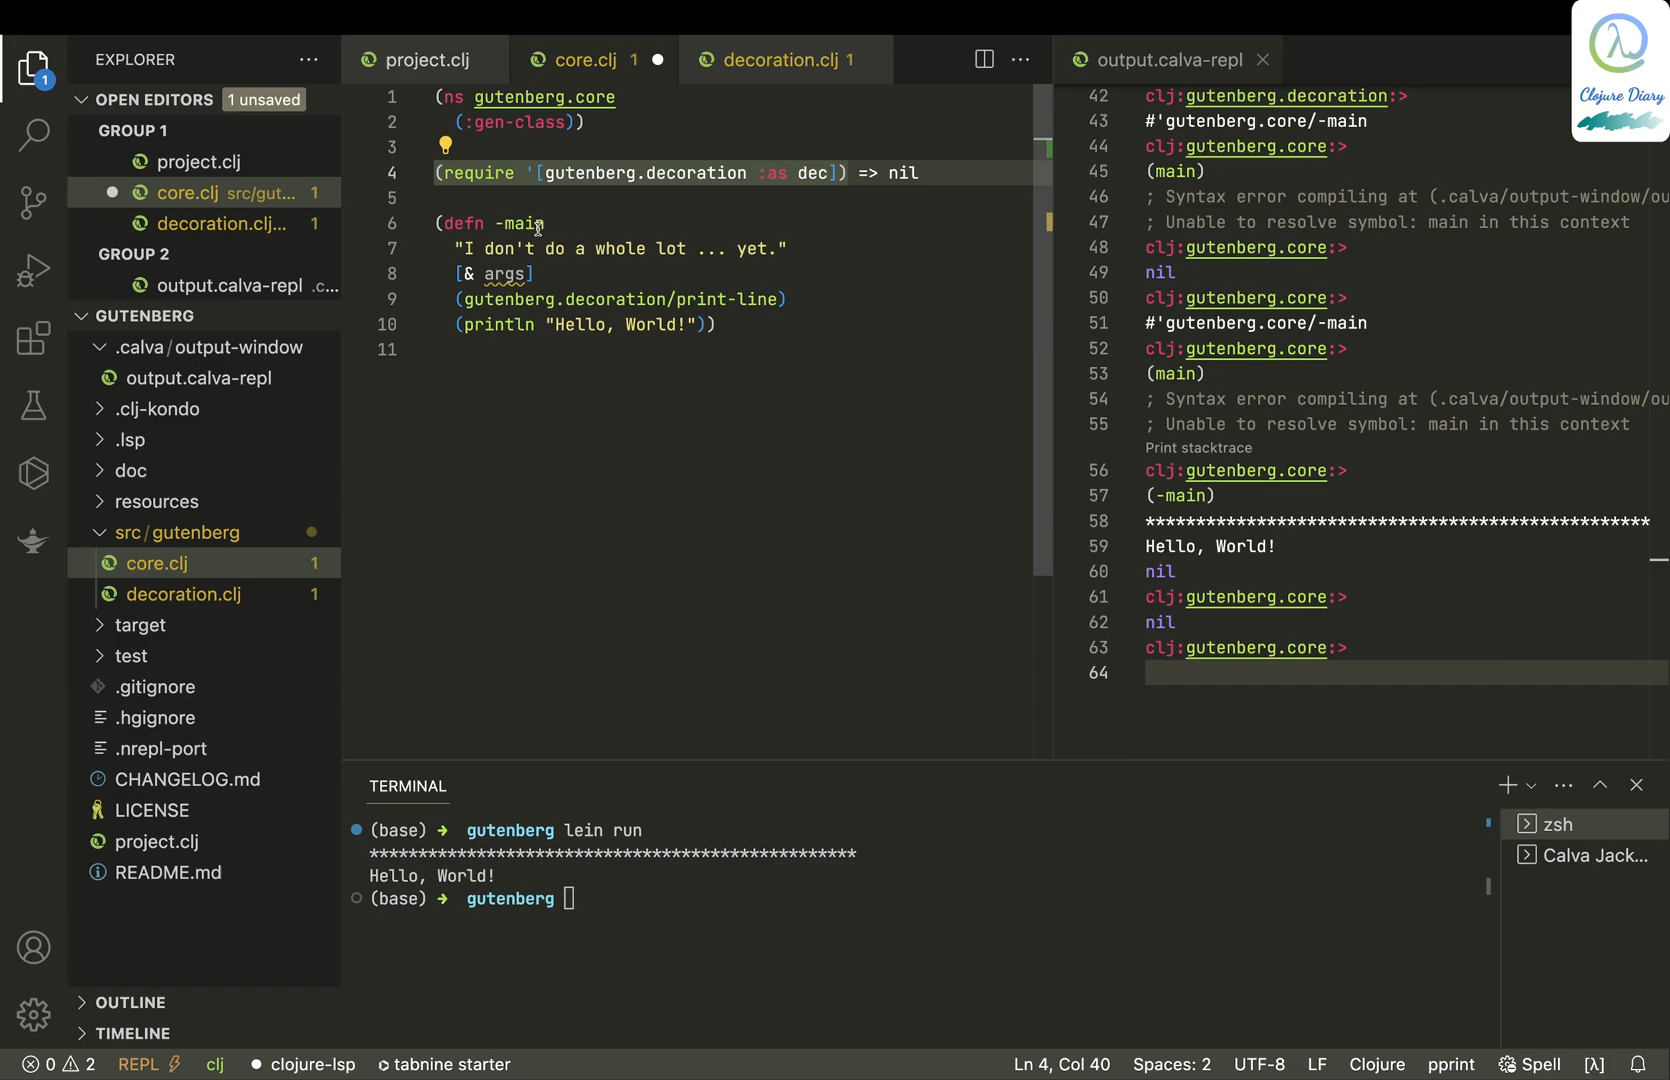 EXPLORER
OPEN EDITORS 1 unsaved
GROUP 1
project.clj
core.clj src/gut... 1
decoration.clj... 1
GROUP 2
output.calva-repl .c...
GUTENBERG
.calva/output-window
output.calva-repl
.clj-kondo
.lsp
doc
resources
src/gutenberg
core.clj 1
decoration.clj 1
target
test
.gitignore
.hgignore
.nrepl-port
CHANGELOG.md
LICENSE
project.clj
README.md
OUTLINE
TIMELINE
1
project.clj
core.clj 1
decoration.clj 1
1 (ns gutenberg.core
2 (:gen-class))
3
4 (require '[gutenberg.decoration :as dec]) => nil
5
6 (defn -main
7 "I don't do a whole lot ... yet."
8 [& args]
9 (gutenberg.decoration/print-line)
10 (println "Hello, World!"))
11
output.calva-repl
42 clj:gutenberg.decoration:>
43 #'gutenberg.core/-main
44 clj:gutenberg.core:>
45 (main)
46 ; Syntax error compiling at (.calva/output-window/ou
47 ; Unable to resolve symbol: main in this context
48 clj:gutenberg.core:>
49 nil
50 clj:gutenberg.core:>
51 #'gutenberg.core/-main
52 clj:gutenberg.core:>
53 (main)
54 ; Syntax error compiling at (.calva/output-window/ou
55 ; Unable to resolve symbol: main in this context
Print stacktrace
56 clj:gutenberg.core:>
57 (-main)
58 **************************************************
59 Hello, World!
60 nil
61 clj:gutenberg.core:>
62 nil
63 clj:gutenberg.core:>
64
λ
Clojure Diary
TERMINAL
(base) ➜ gutenberg lein run
**************************************************
Hello, World!
(base) ➜ gutenberg
zsh
Calva Jack...
0 2 REPL clj clojure-lsp tabnine starter
Ln 4, Col 40 Spaces: 2 UTF-8 LF Clojure pprint Spell [λ]